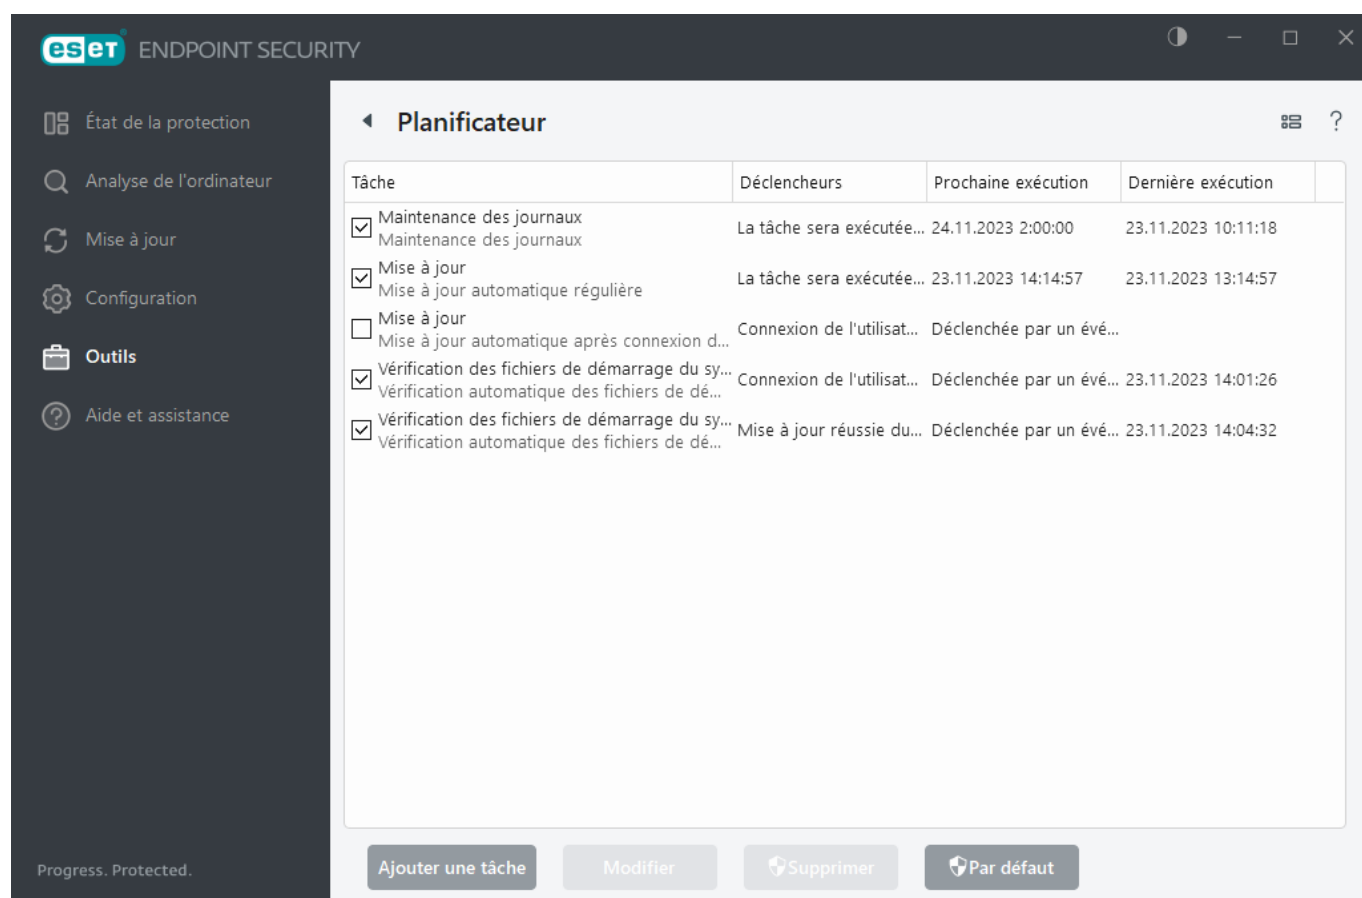 eset ENDPOINT SECURITY
État de la protection
Analyse de l'ordinateur
Mise à jour
Configuration
Outils
Aide et assistance
Progress. Protected.
Planificateur
?
Tâche Déclencheurs Prochaine exécution Dernière exécution
Maintenance des journaux
Maintenance des journaux
La tâche sera exécutée... 24.11.2023 2:00:00 23.11.2023 10:11:18
Mise à jour
Mise à jour automatique régulière
La tâche sera exécutée... 23.11.2023 14:14:57 23.11.2023 13:14:57
Mise à jour
Mise à jour automatique après connexion d...
Connexion de l'utilisat... Déclenchée par un évé...
Vérification des fichiers de démarrage du sy...
Vérification automatique des fichiers de dé...
Connexion de l'utilisat... Déclenchée par un évé... 23.11.2023 14:01:26
Vérification des fichiers de démarrage du sy...
Vérification automatique des fichiers de dé...
Mise à jour réussie du... Déclenchée par un évé... 23.11.2023 14:04:32
Ajouter une tâche Modifier Supprimer Par défaut